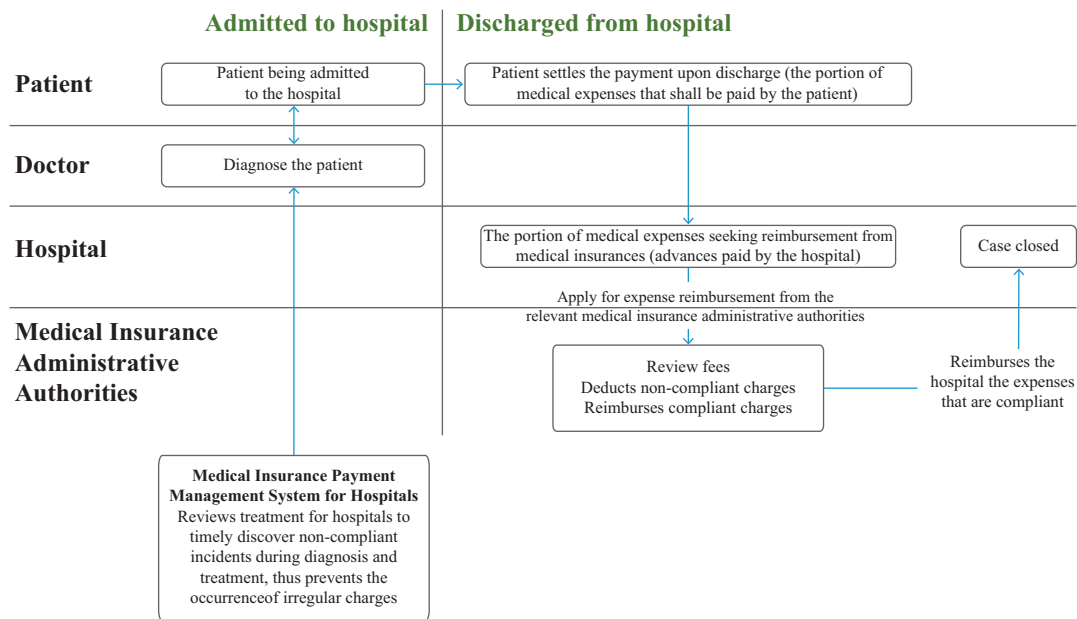 Admitted to hospital
Discharged from hospital
Patient
Patient being admitted
to the hospital
Patient settles the payment upon discharge (the portion of
medical expenses that shall be paid by the patient)
Doctor
Diagnose the patient
Hospital
The portion of medical expenses seeking reimbursement from
medical insurances (advances paid by the hospital)
Case closed
Apply for expense reimbursement from the
relevant medical insurance administrative authorities
Medical Insurance
Administrative
Authorities
Review fees
Deducts non-compliant charges
Reimburses compliant charges
Reimburses the
hospital the expenses
that are compliant
Medical Insurance Payment
Management System for Hospitals
Reviews treatment for hospitals to
timely discover non-compliant
incidents during diagnosis and
treatment, thus prevents the
occurrenceof irregular charges